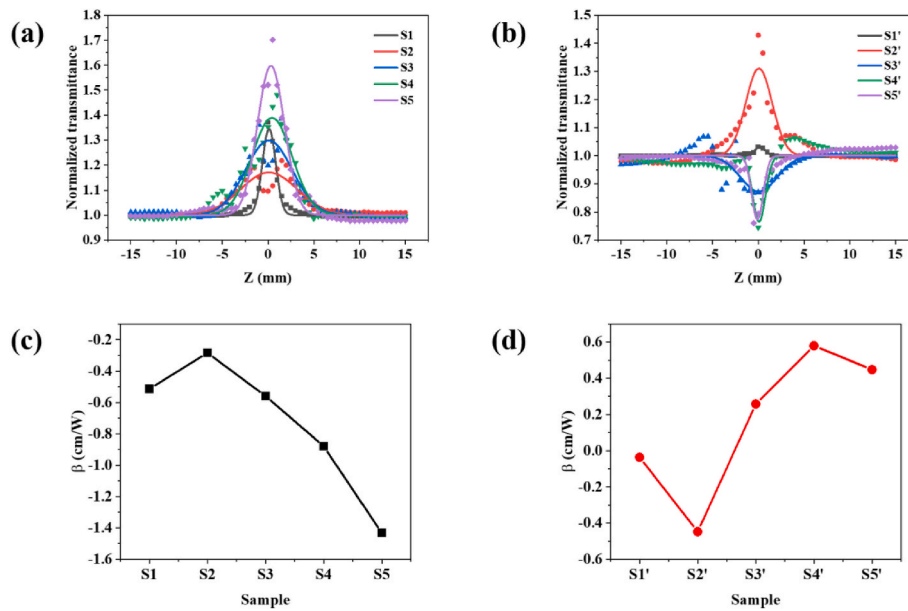 (a)
Normalized transmittance
1.8
1.7
1.6
1.5
1.4
1.3
1.2
1.1
1.0
0.9
-15
-10
-5
0
5
10
15
Z (mm)
S1
S2
S3
S4
S5
(b)
Normalized transmittance
1.5
1.4
1.3
1.2
1.1
1.0
0.9
0.8
0.7
-15
-10
-5
0
5
10
15
Z (mm)
S1'
S2'
S3'
S4'
S5'
(c)
β (cm/W)
-0.2
-0.4
-0.6
-0.8
-1.0
-1.2
-1.4
-1.6
S1
S2
S3
S4
S5
Sample
(d)
β (cm/W)
0.6
0.4
0.2
0.0
-0.2
-0.4
-0.6
S1'
S2'
S3'
S4'
S5'
Sample